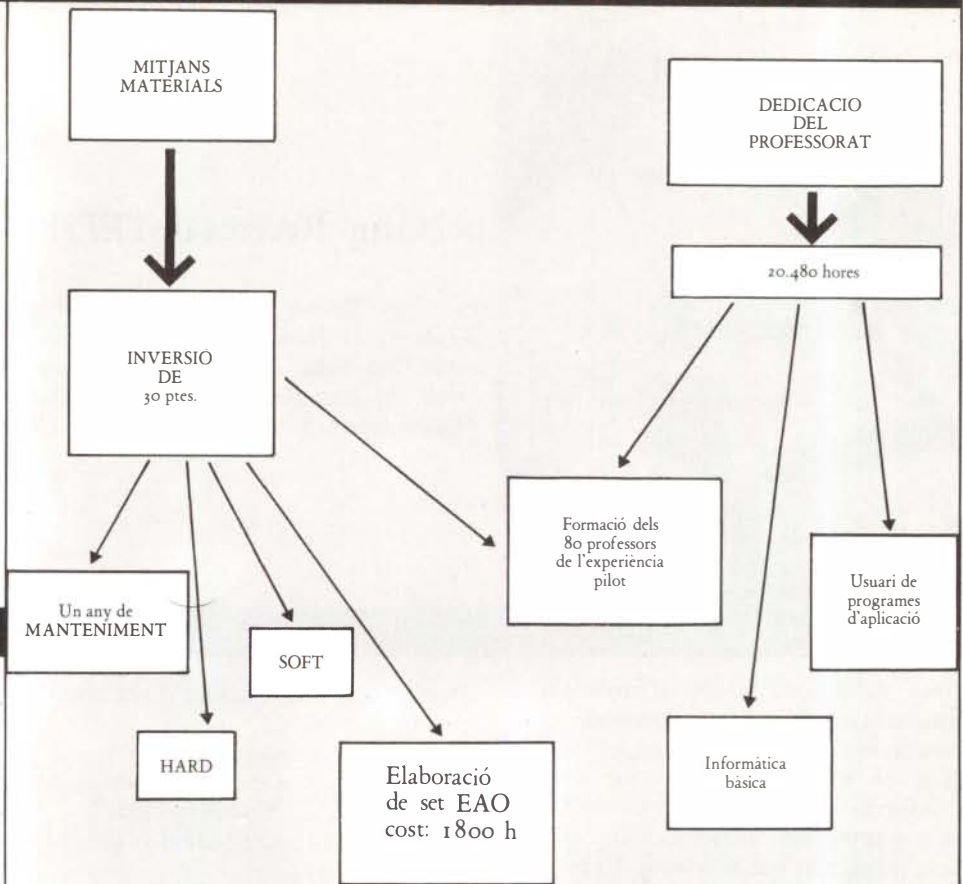 MITJANS
MATERIALS
DEDICACIO
DEL
PROFESSORAT
20.480 hores
INVERSIÓ
DE
30 ptes.
Formació dels
80 professors
de l'experiència
pilot
Un any de
MANTENIMENT
SOFT
Usuari de
programes
d'aplicació
HARD
Elaboració
de set EAO
cost: 1800 h
Informàtica
bàsica